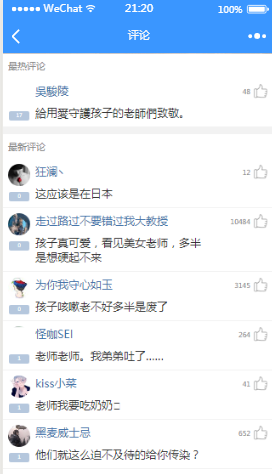 WeChat 21:20 100%
评论
最热评论
吳駿陵 48
17 給用愛守護孩子的老師們致敬。
最新评论
狂澜丶 12
0 这应该是在日本
走过路过不要错过我大教授 10484
0 孩子真可爱，看见美女老师，多半
是想硬起不来
为你我守心如玉 3145
0 孩子咳嗽老不好多半是废了
怪咖SEI 264
1 老师老师。我弟弟吐了......
kiss小菜 41
1 老师我要吃奶奶
黑麦威士忌 652
1 他们就这么迫不及待的给你传染？